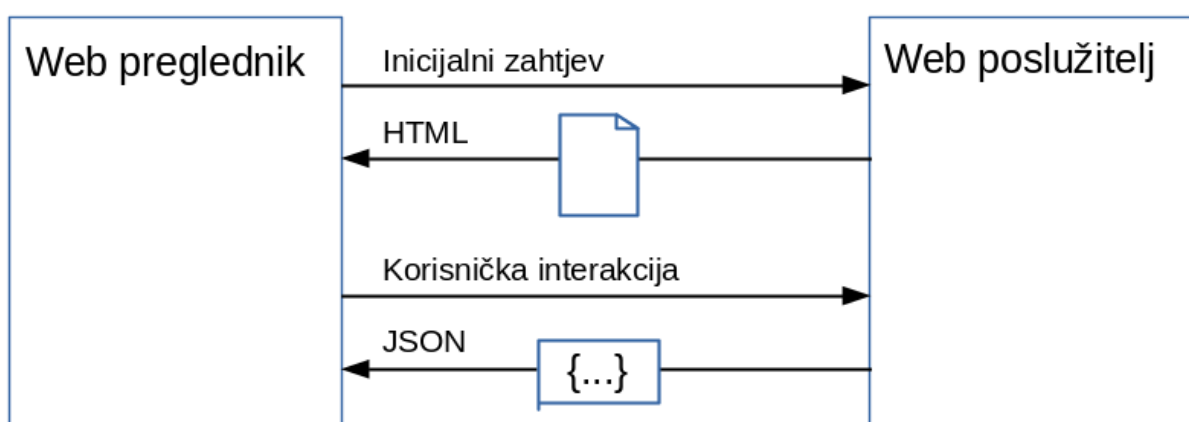 Web preglednik
Inicijalni zahtjev
Web poslužitelj
HTML
Korisnička interakcija
JSON
{...}